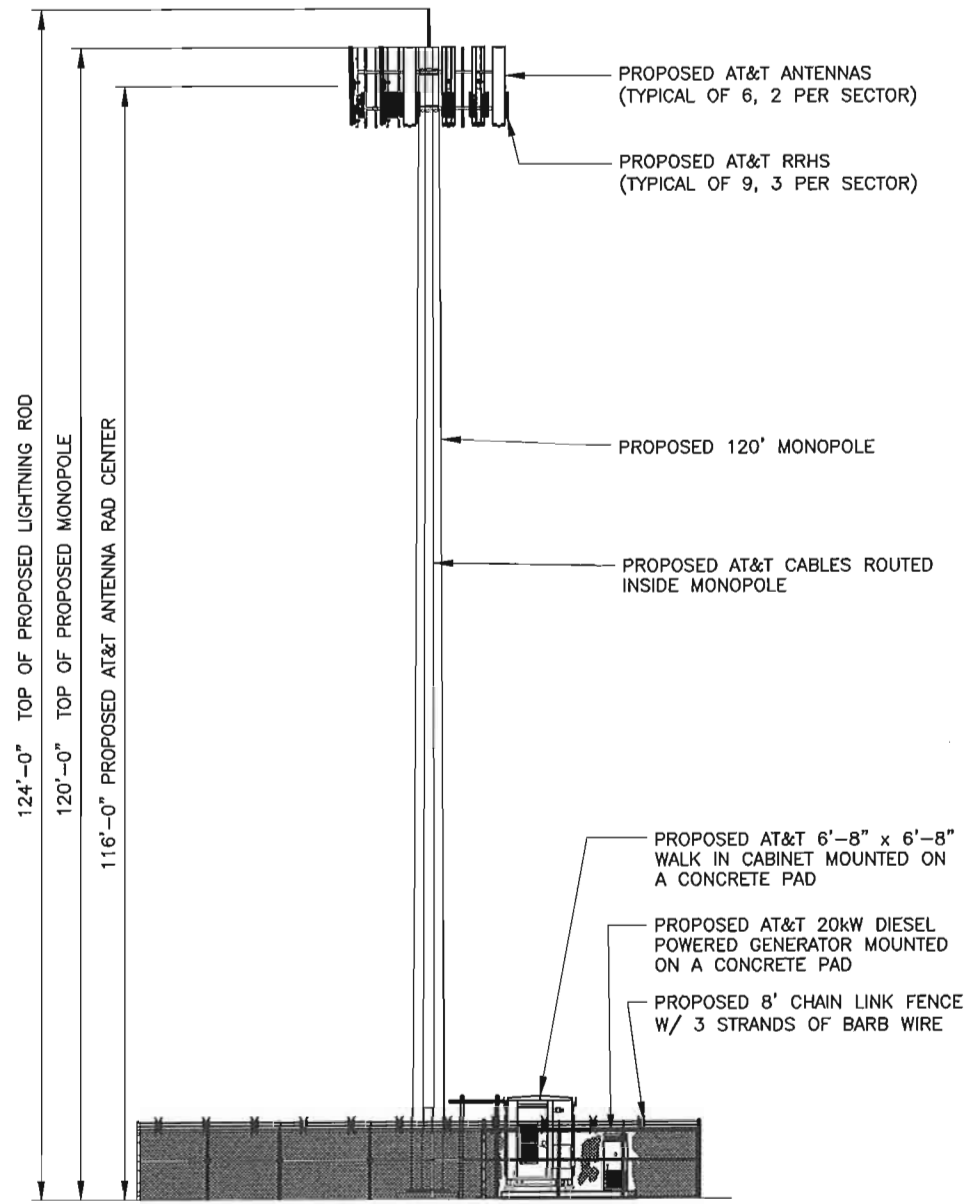 PROPOSED AT&T ANTENNAS
(TYPICAL OF 6, 2 PER SECTOR)
PROPOSED AT&T RRHS
(TYPICAL OF 9, 3 PER SECTOR)
124'-0" TOP OF PROPOSED LIGHTNING ROD
120'-0" TOP OF PROPOSED MONOPOLE
116'-0" PROPOSED AT&T ANTENNA RAD CENTER
PROPOSED 120' MONOPOLE
PROPOSED AT&T CABLES ROUTED
INSIDE MONOPOLE
PROPOSED AT&T 6'-8" x 6'-8"
WALK IN CABINET MOUNTED ON
A CONCRETE PAD
PROPOSED AT&T 20kW DIESEL
POWERED GENERATOR MOUNTED
ON A CONCRETE PAD
PROPOSED 8' CHAIN LINK FENCE
W/ 3 STRANDS OF BARB WIRE